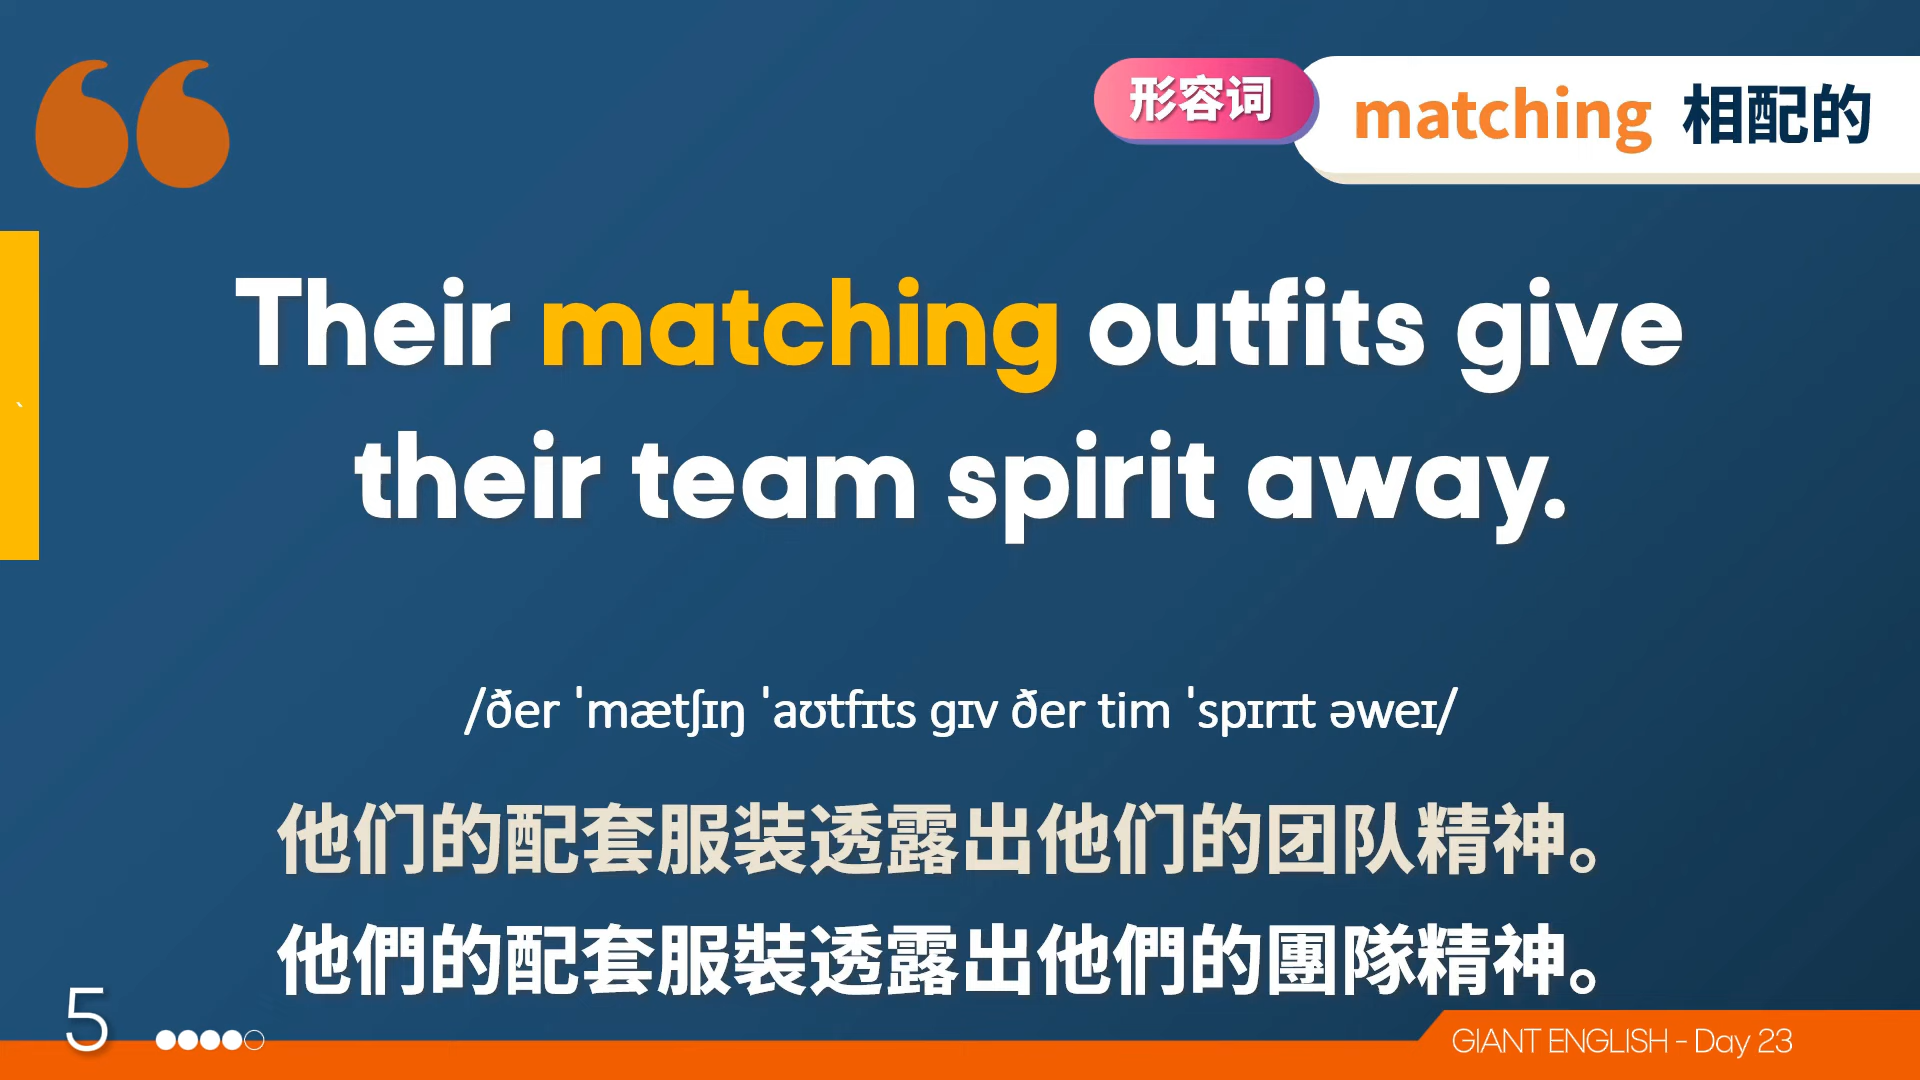 形容词
matching 相配的
Their matching outfits give
their team spirit away.
/ðer ˈmætʃɪŋ ˈaʊtfɪts gɪv ðer tim ˈspɪrɪt əweɪ/
他们的配套服装透露出他们的团队精神。
他們的配套服裝透露出他們的團隊精神。
5
GIANT ENGLISH - Day 23